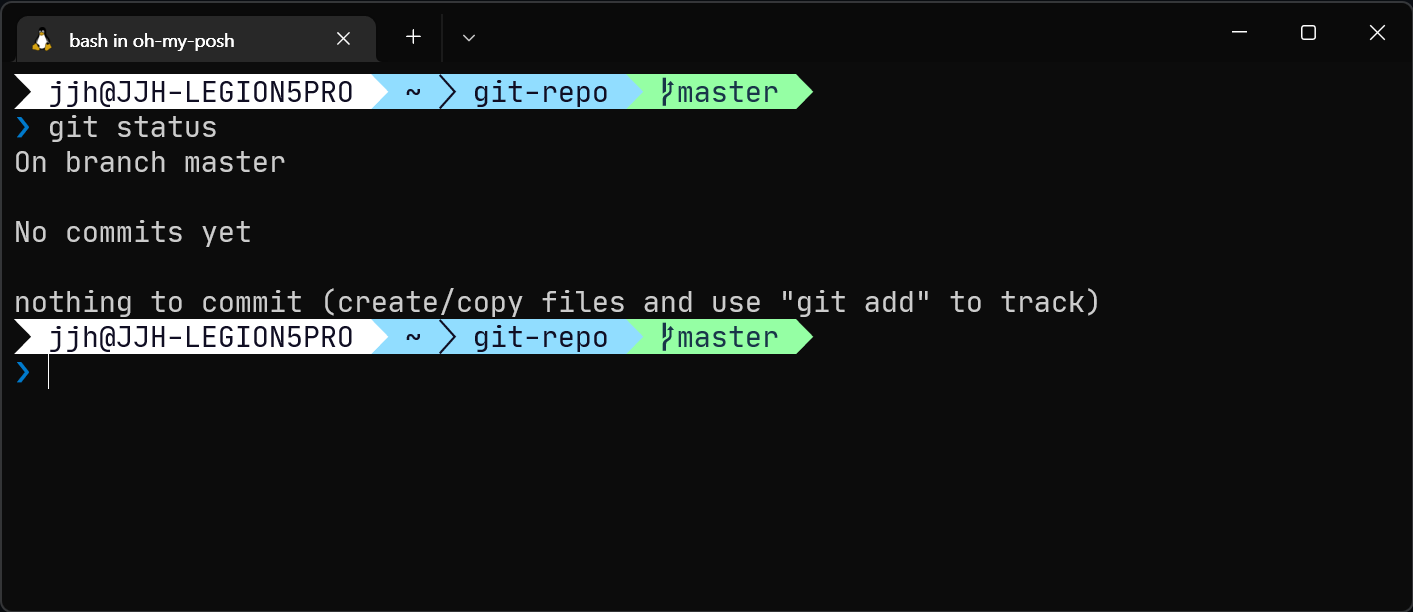 bash in oh-my-posh
jjh@JJH-LEGION5PRO ~ git-repo master
❯ git status
On branch master
No commits yet
nothing to commit (create/copy files and use "git add" to track)
jjh@JJH-LEGION5PRO ~ git-repo master
❯